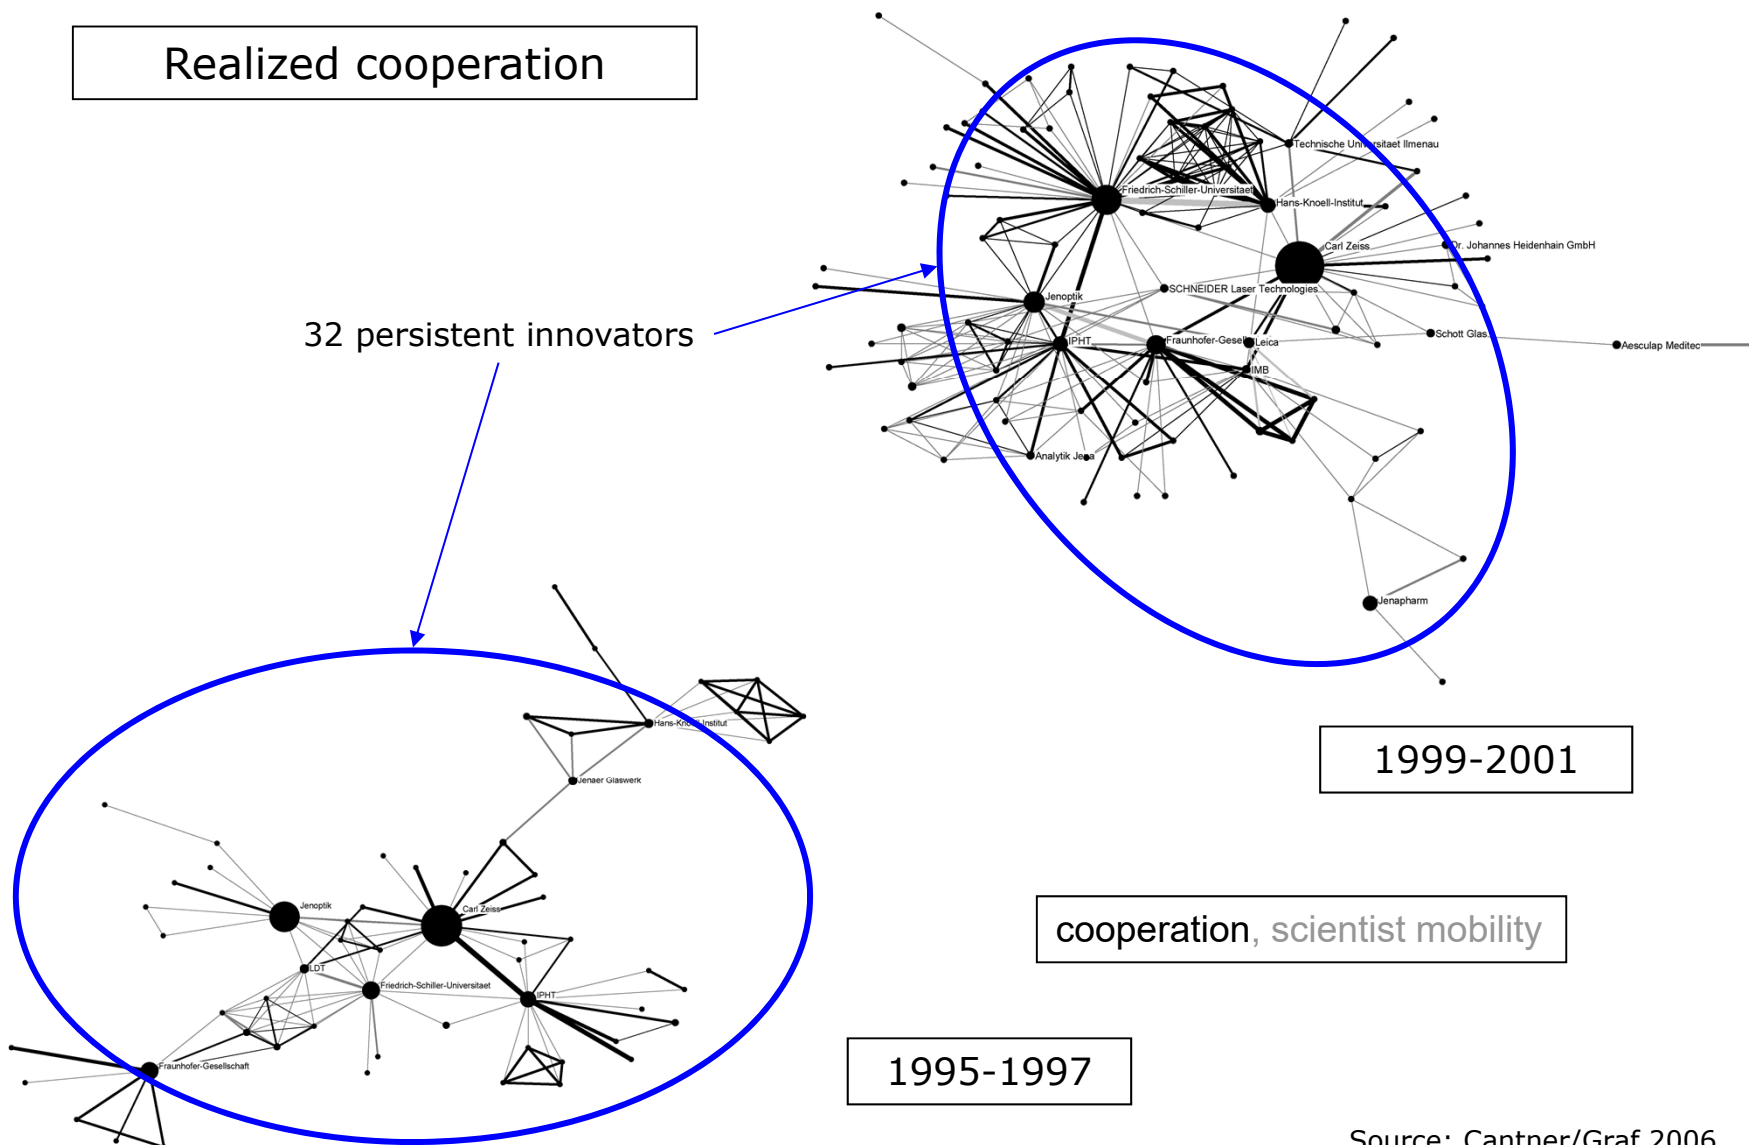 Realized cooperation
Technische Universitaet Ilmenau
Friedrich-Schiller-Universitaet
Hans-Knoell-Institut
Carl Zeiss
Dr. Johannes Heidenhain GmbH
SCHNEIDER Laser Technologies
Jenoptik
32 persistent innovators
IPHT
Fraunhofer-Gesell
Leica
Schott Glas
Aesculap Meditec
IMB
Analytik Jena
Jenapharm
Hans-Knoell-Institut
1999-2001
Jenaer Glaswerk
Jenoptik
Carl Zeiss
cooperation, scientist mobility
LDT
Friedrich-Schiller-Universitaet
IPHT
Fraunhofer-Gesellschaft
1995-1997
Source: Cantner/Graf 2006